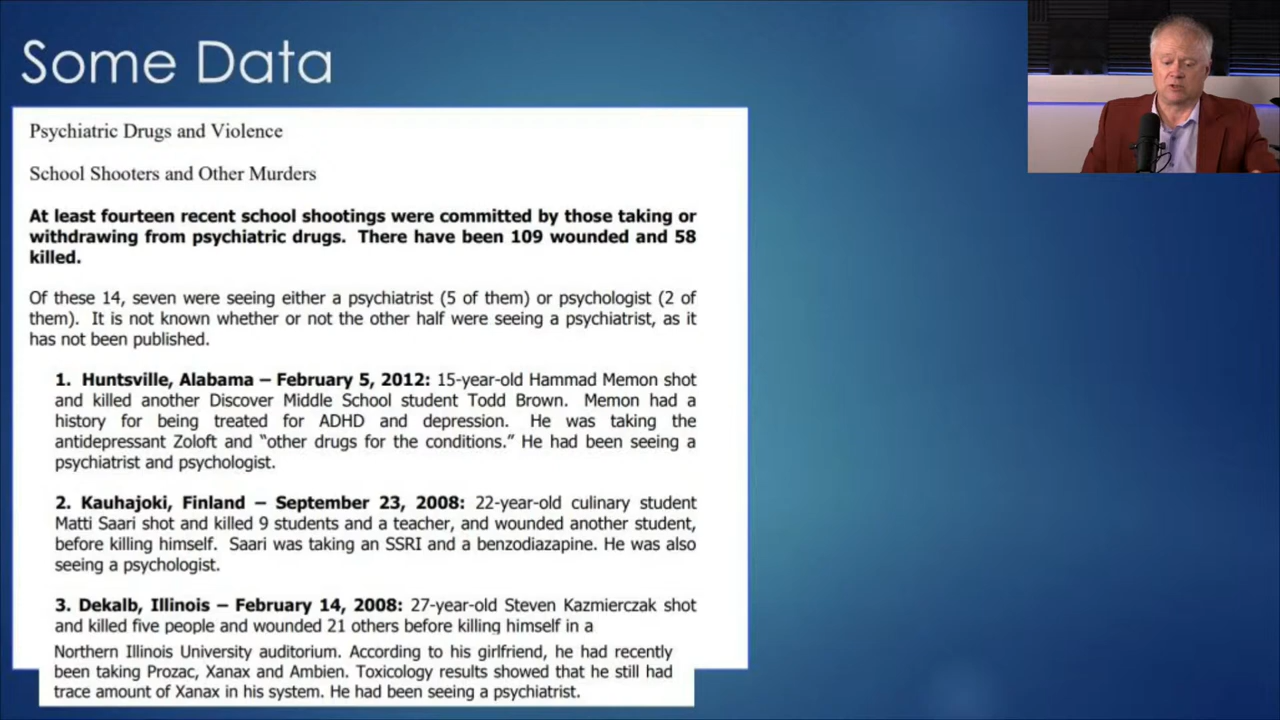 Some Data
Psychiatric Drugs and Violence
School Shooters and Other Murders
At least fourteen recent school shootings were committed by those taking or
withdrawing from psychiatric drugs. There have been 109 wounded and 58
killed.
Of these 14, seven were seeing either a psychiatrist (5 of them) or psychologist (2 of
them). It is not known whether or not the other half were seeing a psychiatrist, as it
has not been published.
1. Huntsville, Alabama – February 5, 2012: 15-year-old Hammad Memon shot
and killed another Discover Middle School student Todd Brown. Memon had a
history for being treated for ADHD and depression. He was taking the
antidepressant Zoloft and "other drugs for the conditions." He had been seeing a
psychiatrist and psychologist.
2. Kauhajoki, Finland – September 23, 2008: 22-year-old culinary student
Matti Saari shot and killed 9 students and a teacher, and wounded another student,
before killing himself. Saari was taking an SSRI and a benzodiazapine. He was also
seeing a psychologist.
3. Dekalb, Illinois – February 14, 2008: 27-year-old Steven Kazmierczak shot
and killed five people and wounded 21 others before killing himself in a
Northern Illinois University auditorium. According to his girlfriend, he had recently
been taking Prozac, Xanax and Ambien. Toxicology results showed that he still had
trace amount of Xanax in his system. He had been seeing a psychiatrist.